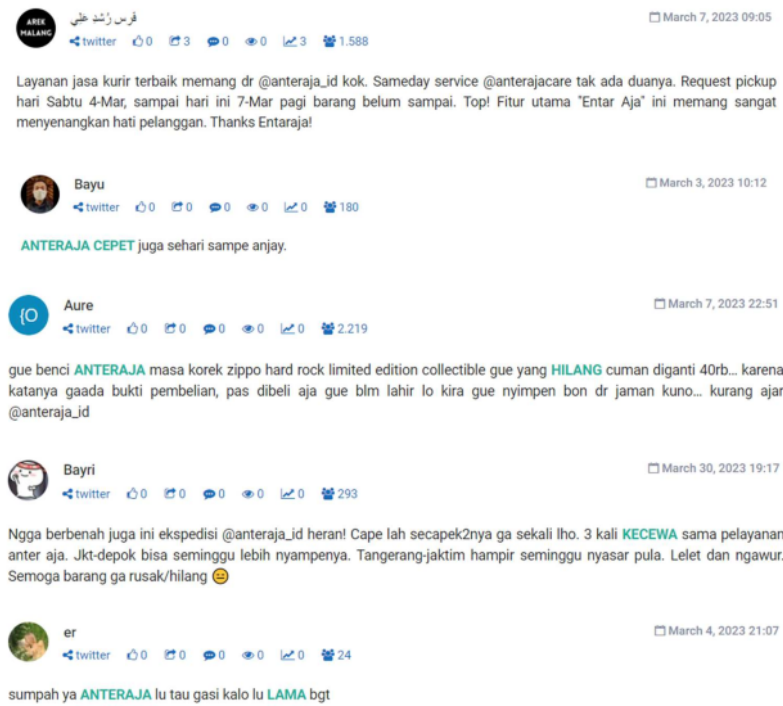 AREK
MALANG
فَرس رُشدِ عَلِي
March 7, 2023 09:05
twitter 0 3 0 0 3 1.588
Layanan jasa kurir terbaik memang dr @anteraja_id kok. Sameday service @anterajacare tak ada duanya. Request pickup
hari Sabtu 4-Mar, sampai hari ini 7-Mar pagi barang belum sampai. Top! Fitur utama "Entar Aja" ini memang sangat
menyenangkan hati pelanggan. Thanks Entaraja!
Bayu
March 3, 2023 10:12
twitter 0 0 0 0 0 180
ANTERAJA CEPET juga sehari sampe anjay.
{O
Aure
March 7, 2023 22:51
twitter 0 0 0 0 0 2.219
gue benci ANTERAJA masa korek zippo hard rock limited edition collectible gue yang HILANG cuman diganti 40rb... karena
katanya gaada bukti pembelian, pas dibeli aja gue blm lahir lo kira gue nyimpen bon dr jaman kuno... kurang ajar
@anteraja_id
Bayri
March 30, 2023 19:17
twitter 0 0 0 0 0 293
Ngga berbenah juga ini ekspedisi @anteraja_id heran! Cape lah secapek2nya ga sekali lho. 3 kali KECEWA sama pelayanan
anter aja. Jkt-depok bisa seminggu lebih nyampenya. Tangerang-jaktim hampir seminggu nyasar pula. Lelet dan ngawur.
Semoga barang ga rusak/hilang 😑
er
March 4, 2023 21:07
twitter 0 0 0 0 0 24
sumpah ya ANTERAJA lu tau gasi kalo lu LAMA bgt